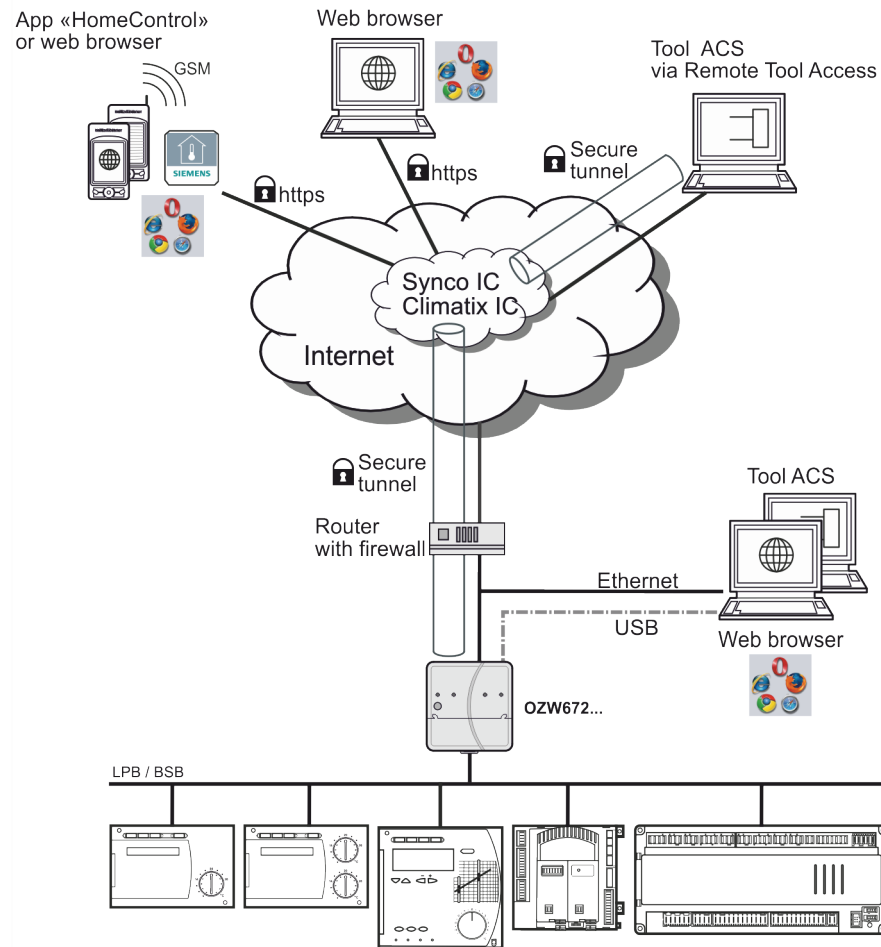 App «HomeControl»
or web browser
GSM
SIEMENS
https
Web browser
https
Tool ACS
via Remote Tool Access
Secure
tunnel
Synco IC
Climatix IC
Internet
Secure
tunnel
Router
with firewall
Tool ACS
Ethernet
USB
Web browser
OZW672...
LPB / BSB